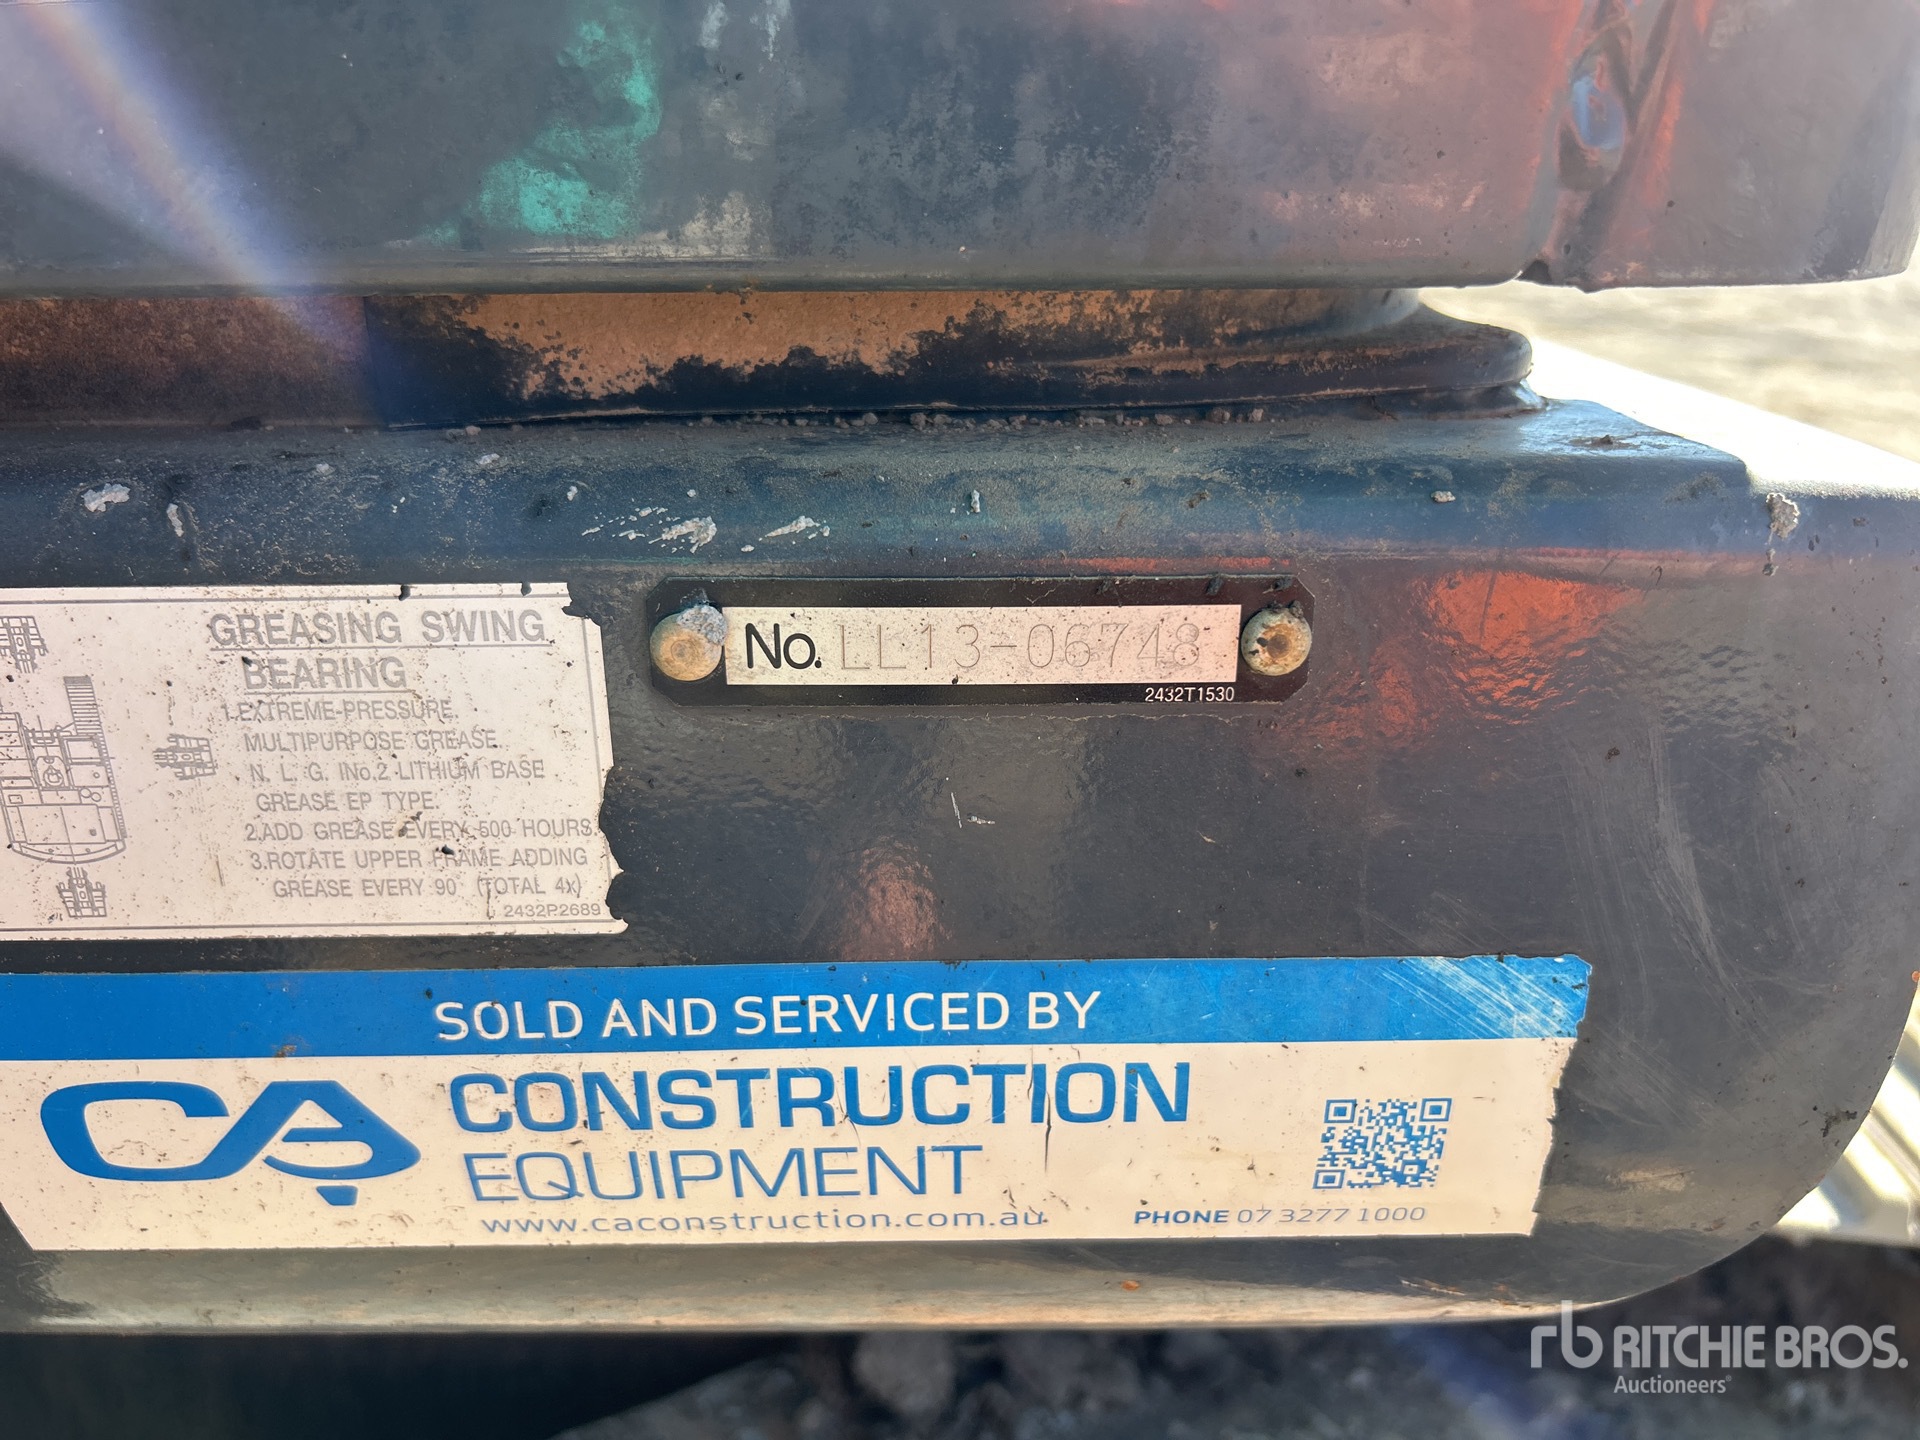 GREASING SWING
BEARING
1.EXTREME-PRESSURE
MULTIPURPOSE GREASE
N. L. G. INo.2 LITHIUM BASE
GREASE EP TYPE.
2.ADD GREASE EVERY 500 HOURS.
3.ROTATE UPPER FRAME ADDING
GREASE EVERY 90° (TOTAL 4x)
2432P2689
No. LL13-06748
2432T1530
SOLD AND SERVICED BY
CA CONSTRUCTION
EQUIPMENT
www.caconstruction.com.au
PHONE 07 3277 1000
rb RITCHIE BROS.
Auctioneers